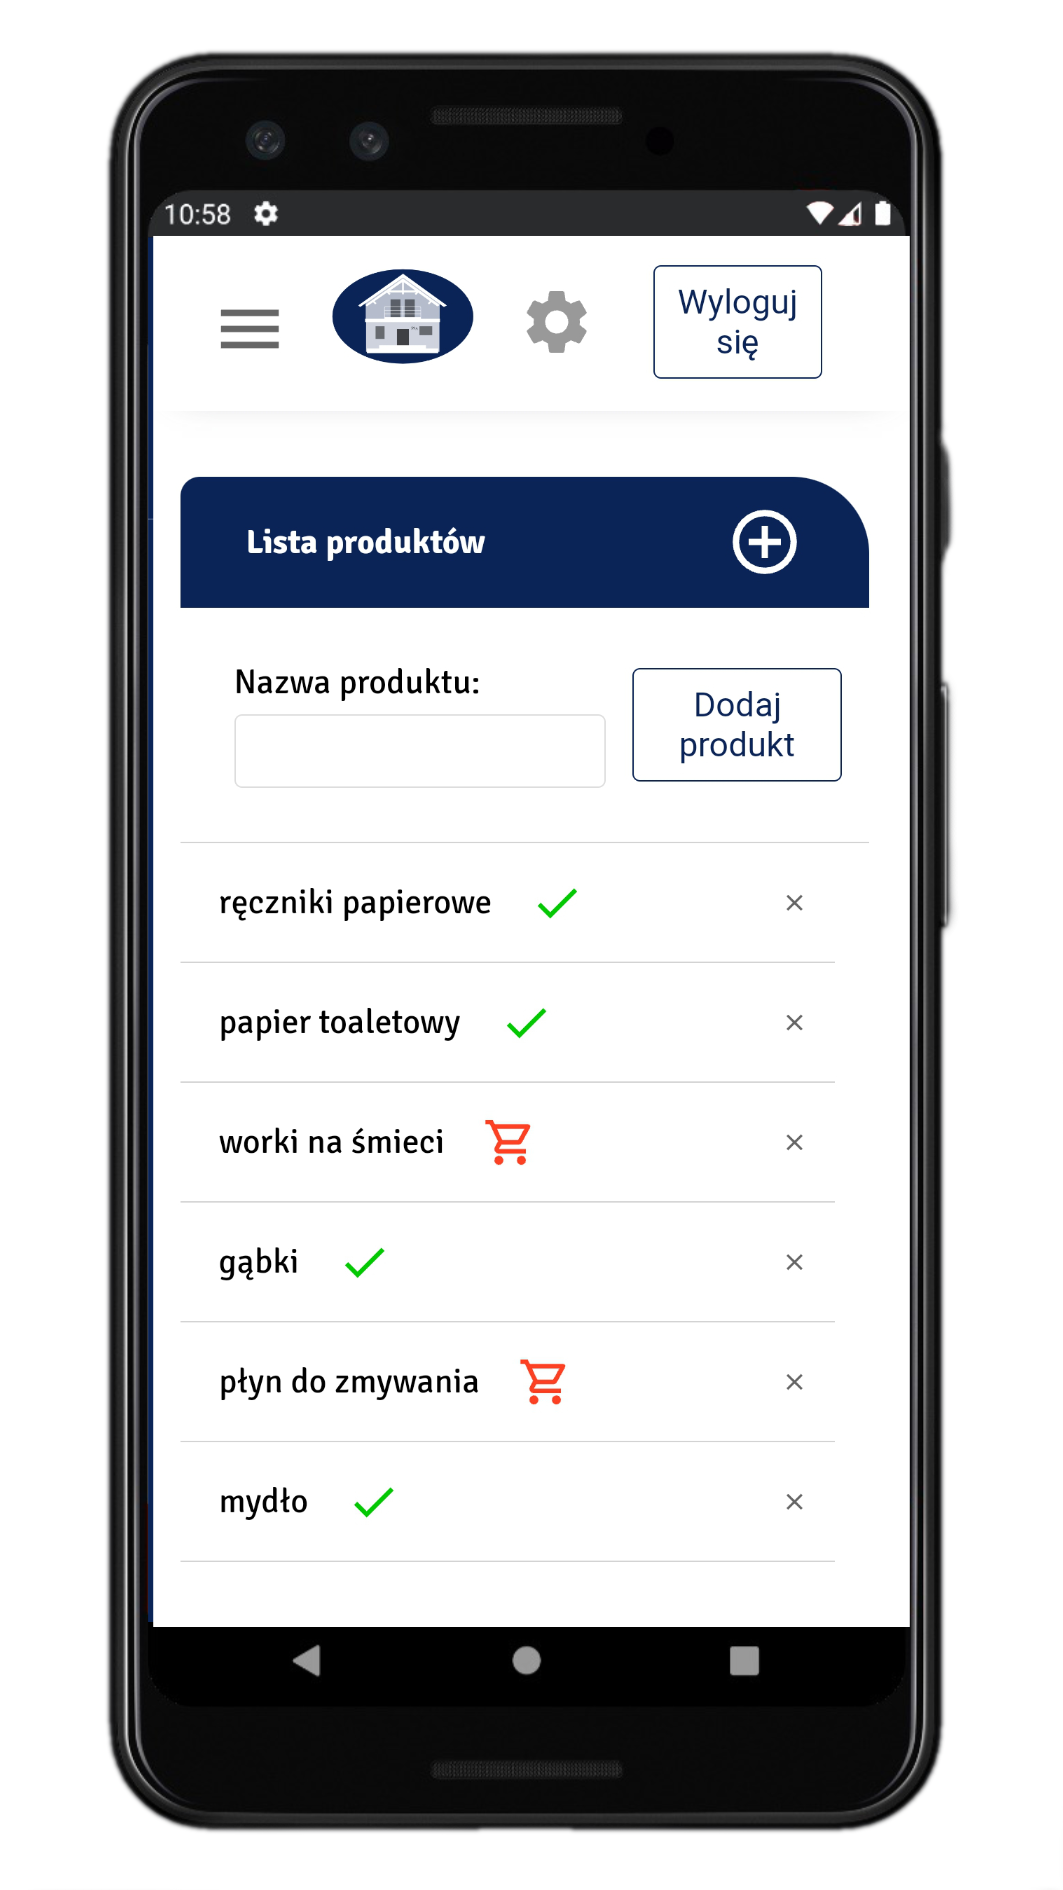 10:58
Wyloguj
się
Lista produktów
Nazwa produktu:
Dodaj
produkt
ręczniki papierowe
papier toaletowy
worki na śmieci
gąbki
płyn do zmywania
mydło